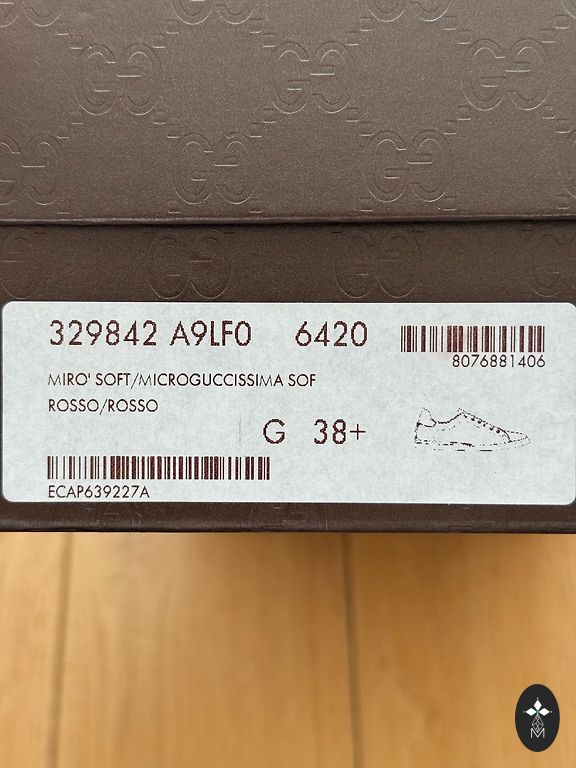 329842 A9LF0 6420
8076881406
MIRO' SOFT/MICROGUCCISSIMA SOF
ROSSO/ROSSO
G 38+
ECAP639227A
M